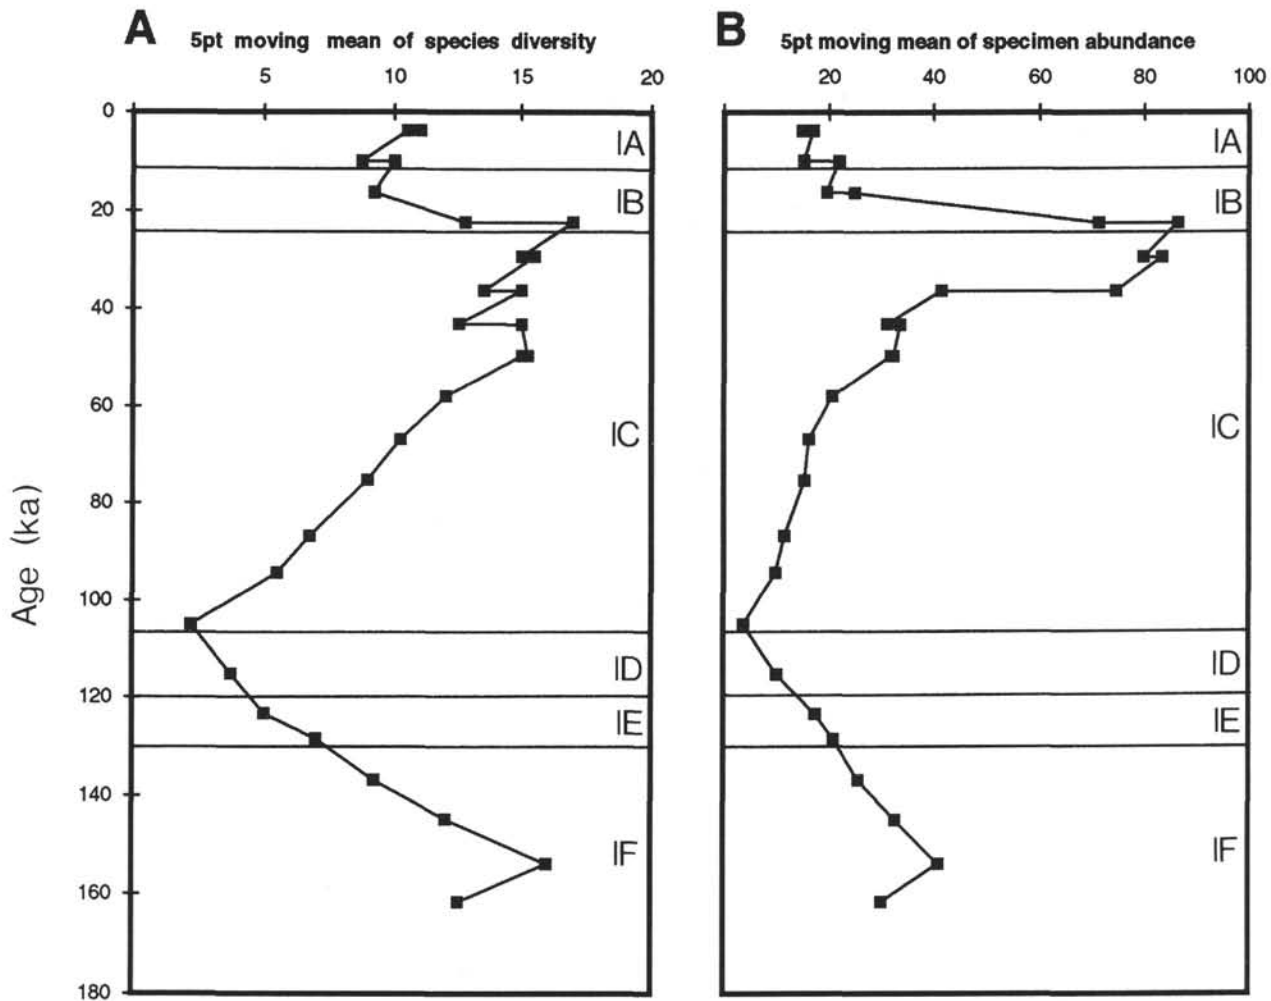 A 5pt moving mean of species diversity
5 10 15 20
0
20
40
60
80
100
120
140
160
180
Age (ka)
IA
IB
IC
ID
IE
IF
B 5pt moving mean of specimen abundance
20 40 60 80 100
IA
IB
IC
ID
IE
IF